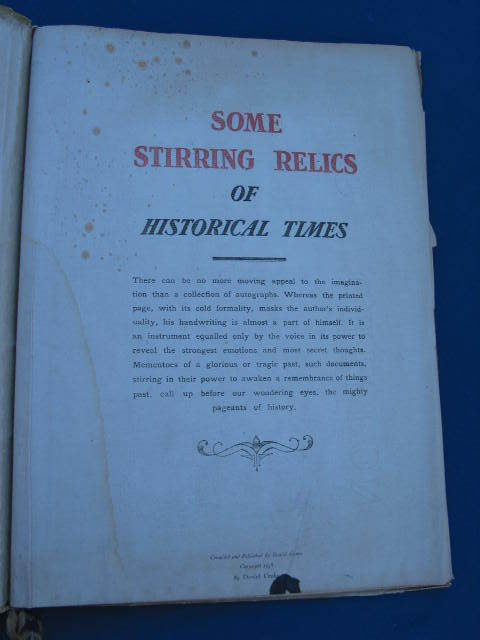 SOME
STIRRING RELICS
OF
HISTORICAL TIMES
There can be no more moving appeal to the imagina-
tion than a collection of autographs. Whereas the printed
page, with its cold formality, masks the author's individ-
uality, his handwriting is almost a part of himself. It is
an instrument equalled only by the voice in its power to
reveal the strongest emotions and most secret thoughts.
Mementoes of a glorious or tragic past, such documents,
stirring in their power to awaken a remembrance of things
past, call up before our wondering eyes, the mighty
pageants of history.
Compiled and Published by Daniel
Copyright
By Daniel